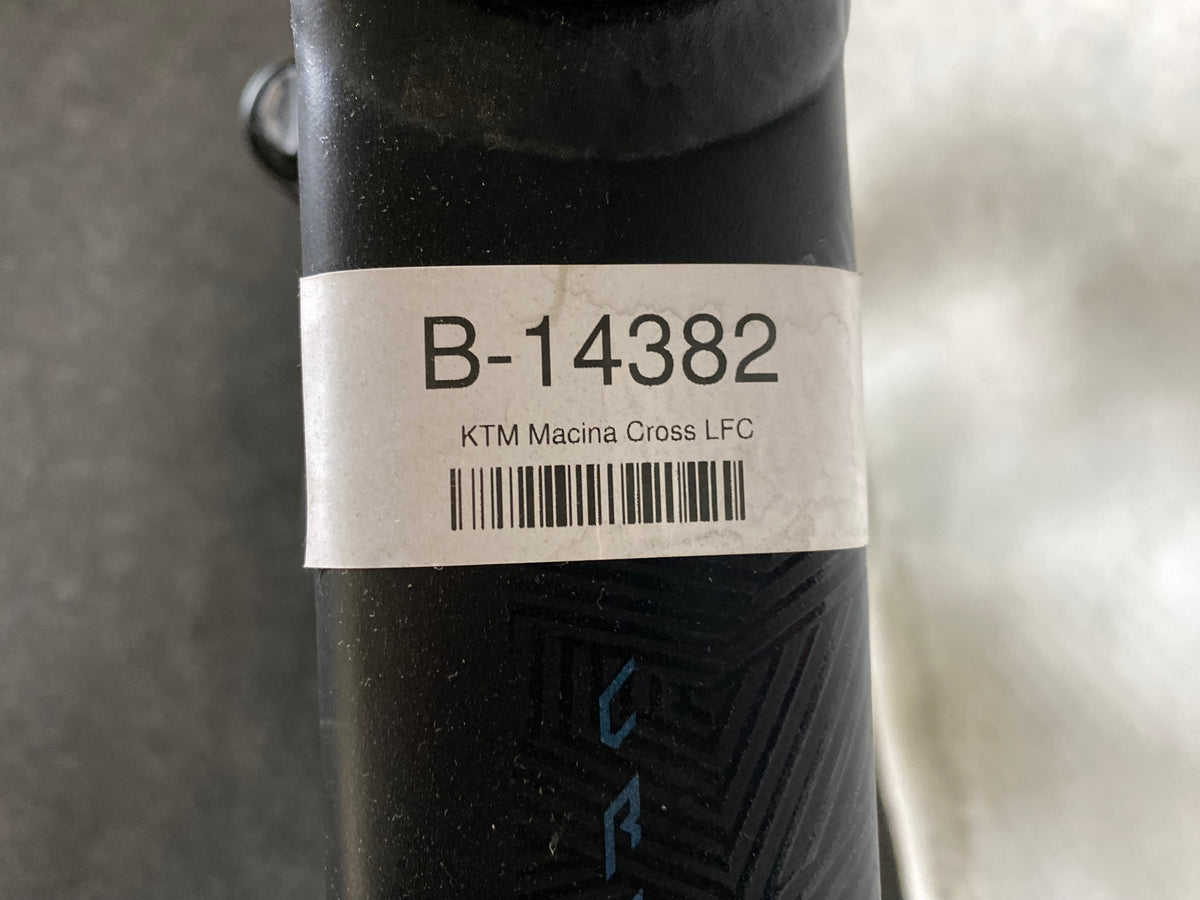 B-14382
KTM Macina Cross LFC
C
R